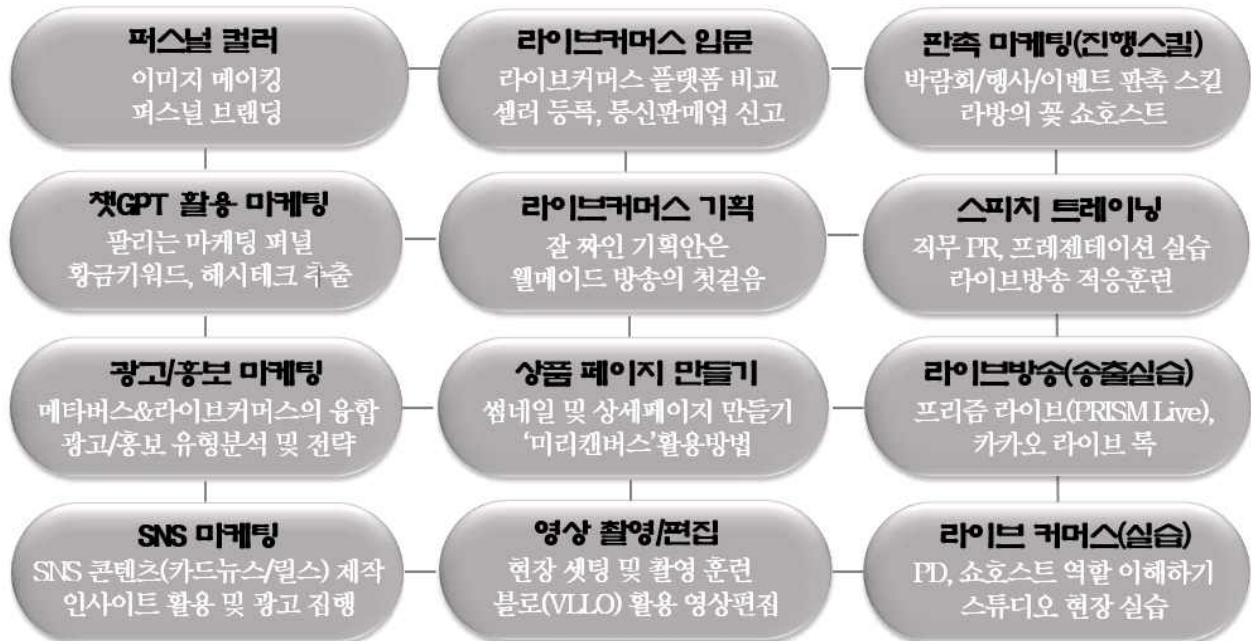 퍼스널 컬러
이미지 메이킹
퍼스널 브랜딩
라이브커머스 입문
라이브커머스 플랫폼 비교
셀러 등록, 통신판매업 신고
판촉 마케팅(진행스킬)
박람회/행사/이벤트 판촉 스킬
라방의 꽃 쇼호스트
챗GPT 활용 마케팅
팔리는 마케팅 퍼널
황금키워드, 해시테크 추출
라이브커머스 기획
잘 짜인 기획안은
웰메이드 방송의 첫걸음
스피치 트레이닝
직무 PR, 프레젠테이션 실습
라이브방송 적응훈련
광고/홍보 마케팅
메타버스&라이브커머스의 융합
광고/홍보 유형분석 및 전략
상품 페이지 만들기
썸네일 및 상세페이지 만들기
‘미리캔버스’활용방법
라이브방송(송출실습)
프리즘 라이브(PRISM Live),
카카오 라이브 톡
SNS 마케팅
SNS 콘텐츠(카드뉴스/릴스) 제작
인사이트 활용 및 광고 집행
영상 촬영/편집
현장 셋팅 및 촬영 훈련
블로(VLLO) 활용 영상편집
라이브 커머스(실습)
PD, 쇼호스트 역할 이해하기
스튜디오 현장 실습